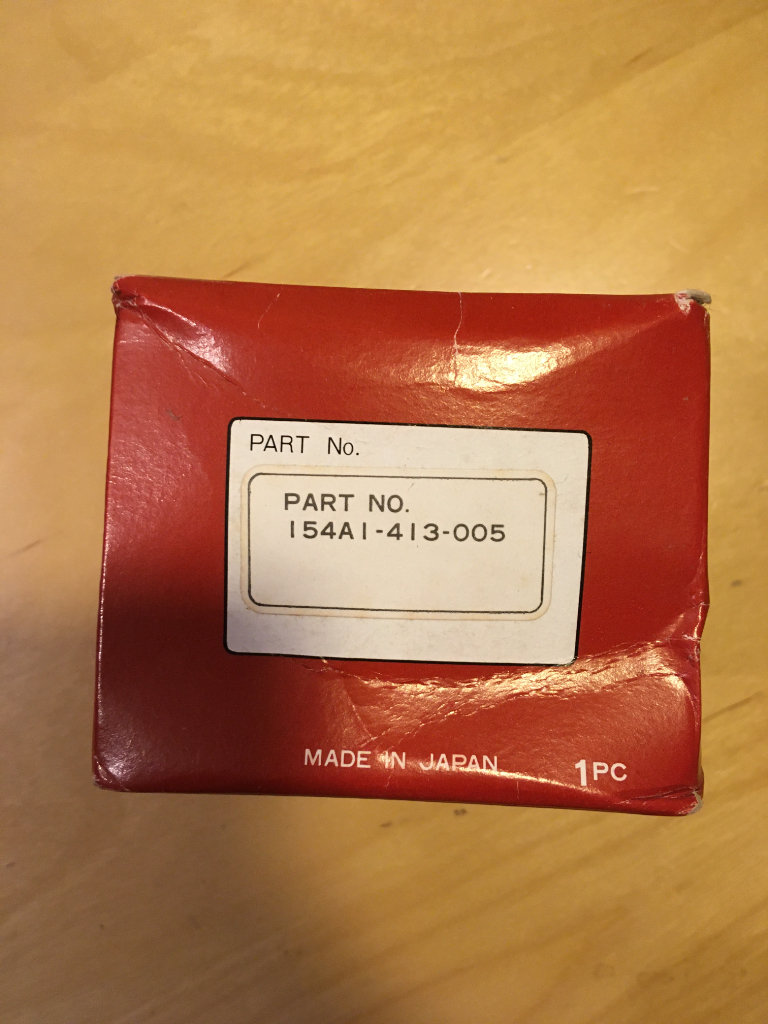 PART No.
PART NO.
154A1-413-005
MADE IN JAPAN
1PC